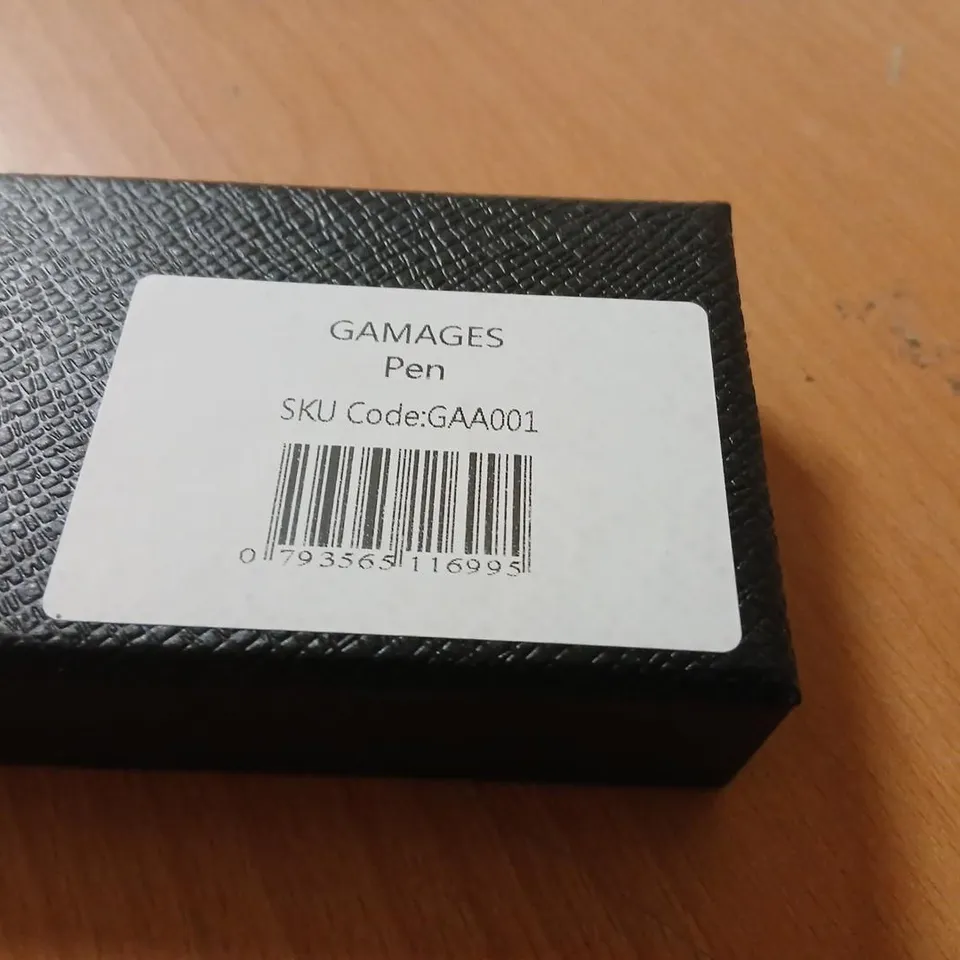 GAMAGES
Pen
SKU Code:GAA001
0 793565 116995